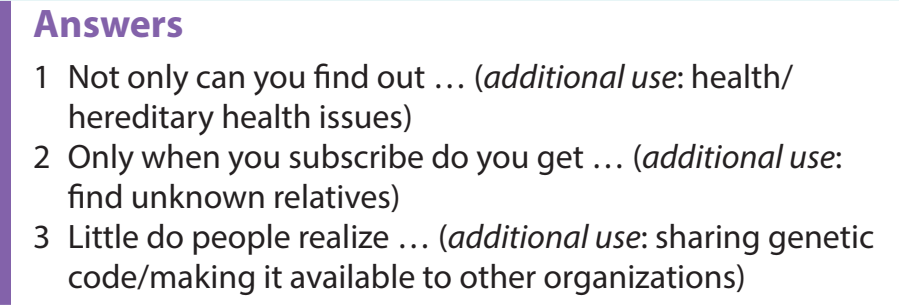 Answers
1 Not only can you find out … (additional use: health/
hereditary health issues)
2 Only when you subscribe do you get … (additional use:
find unknown relatives)
3 Little do people realize … (additional use: sharing genetic
code/making it available to other organizations)